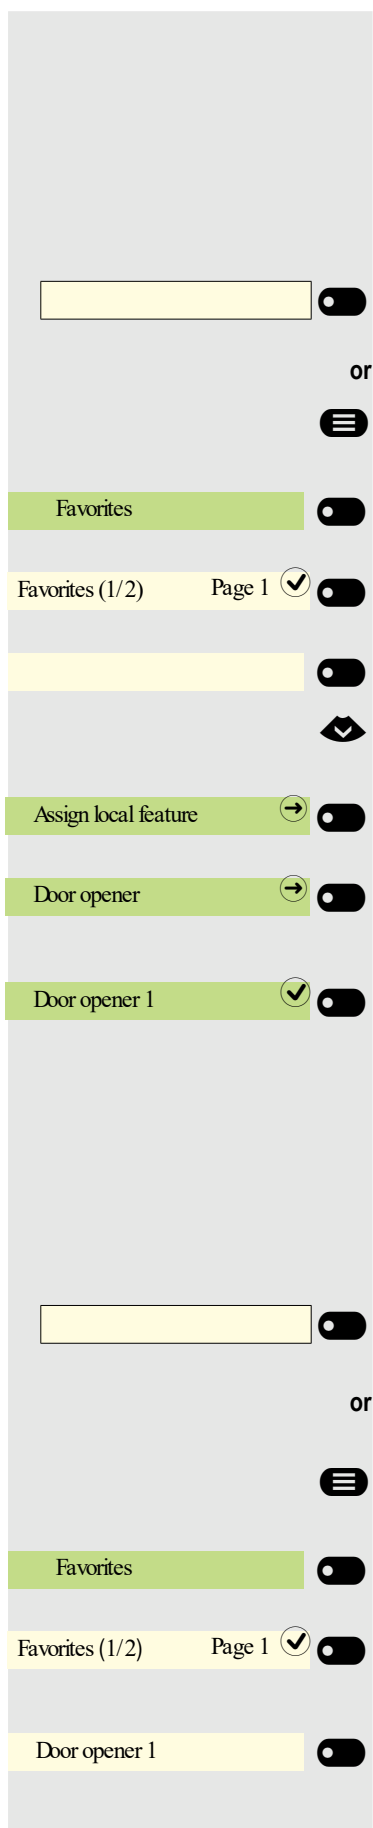 or
Favorites
Favorites (1/2) Page 1
Assign local feature
Door opener
Door opener 1
or
Favorites
Favorites (1/2) Page 1
Door opener 1